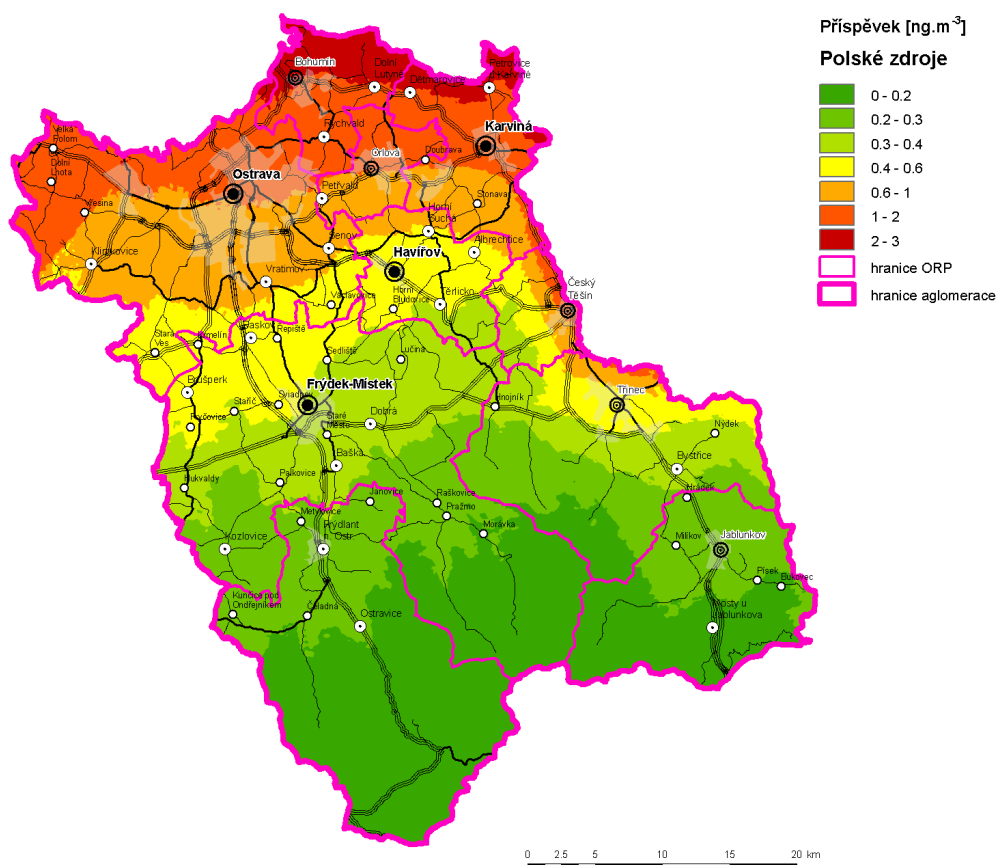 Příspěvek [ng.m-3]
Polské zdroje
0 - 0.2
0.2 - 0.3
0.3 - 0.4
0.4 - 0.6
0.6 - 1
1 - 2
2 - 3
hranice ORP
hranice aglomerace
Bohumín
Dolní
Lutyně
Petrovice
u Karviné
Dětmarovice
Velká
Polom
Rychvald
Karviná
Dolní
Lhota
Orlová
Doubrava
Ostrava
Petřvald
Stonava
Horní
Suchá
Klimkovice
Šenov
Havířov
Albrechtice
Vratimov
Václavovice
Horní
Bludovice
Těrlicko
Český
Těšín
Stará
Ves
Paskov
Řepiště
Sedliště
Lučina
Brušperk
Frýdek-Místek
Třinec
Staříč
Sviadnov
Hnojník
Staré
Město
Dobrá
Nýdek
Baška
Bystřice
Hukvaldy
Palkovice
Janovice
Raškovice
Hrádek
Metylovice
Pražmo
Morávka
Kozlovice
Frýdlant
n. Ostr.
Milíkov
Jablunkov
Písek
Bukovec
Kunčice pod
Ondřejníkem
Čeladná
Ostravice
Mosty u
Jablunkova
0 2.5 5 10 15 20 km